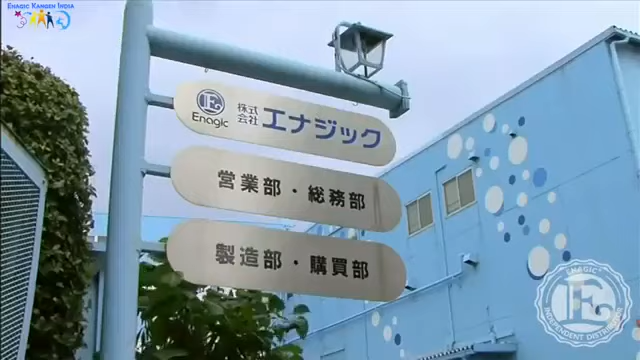 Enagic Kangen India
E
Enagic
株式
会社
エナジック
営業部・総務部
製造部・購買部
ENAGIC
E
INDEPENDENT DISTRIBUTOR